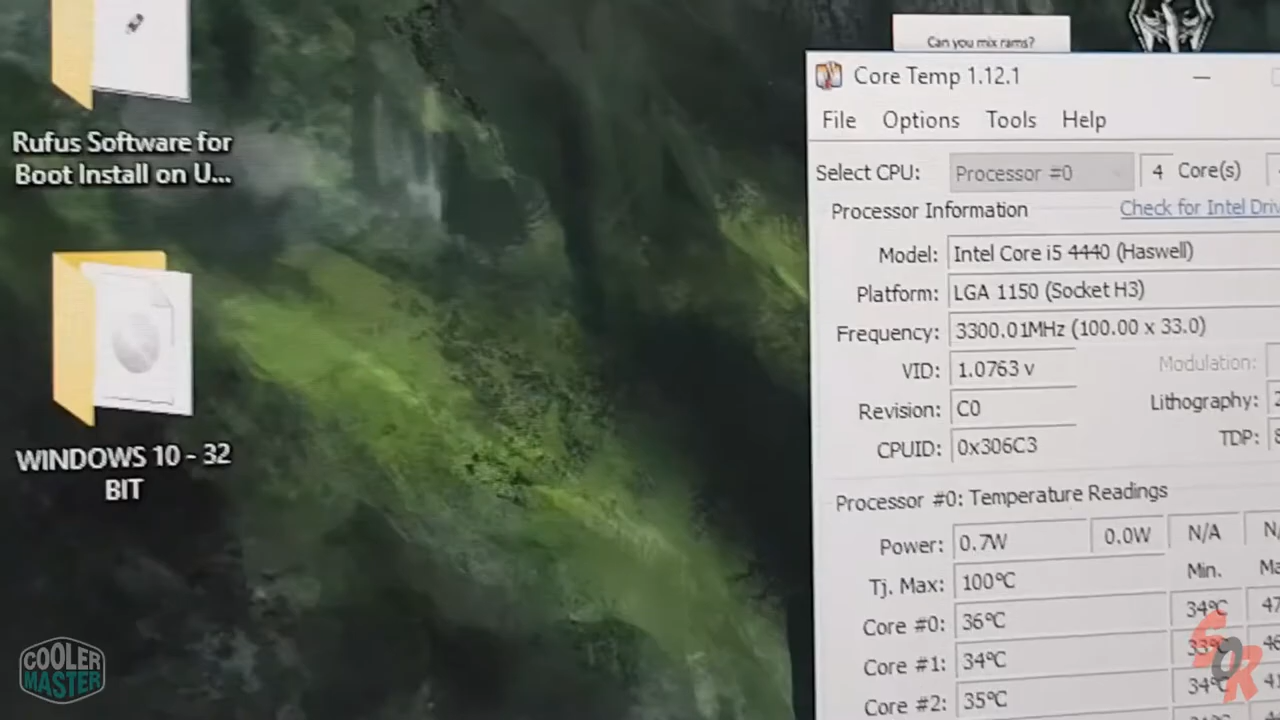 Can you mix rams?
Core Temp 1.12.1
File Options Tools Help
Rufus Software for
Boot Install on U...
Select CPU: Processor #0 4 Core(s)
Processor Information Check for Intel
Model: Intel Core i5 4440 (Haswell)
Platform: LGA 1150 (Socket H3)
Frequency: 3300.01MHz (100.00 x 33.0)
VID: 1.0763 v Modulation:
Revision: C0 Lithography:
CPUID: 0x306C3 TDP:
WINDOWS 10 - 32
BIT
Processor #0: Temperature Readings
Power: 0.7W 0.0W N/A
Tj. Max: 100°C Min.
Core #0: 36°C 34°C 47
Core #1: 34°C 33°C 46
Core #2: 35°C 34°C
COOLER
MASTER